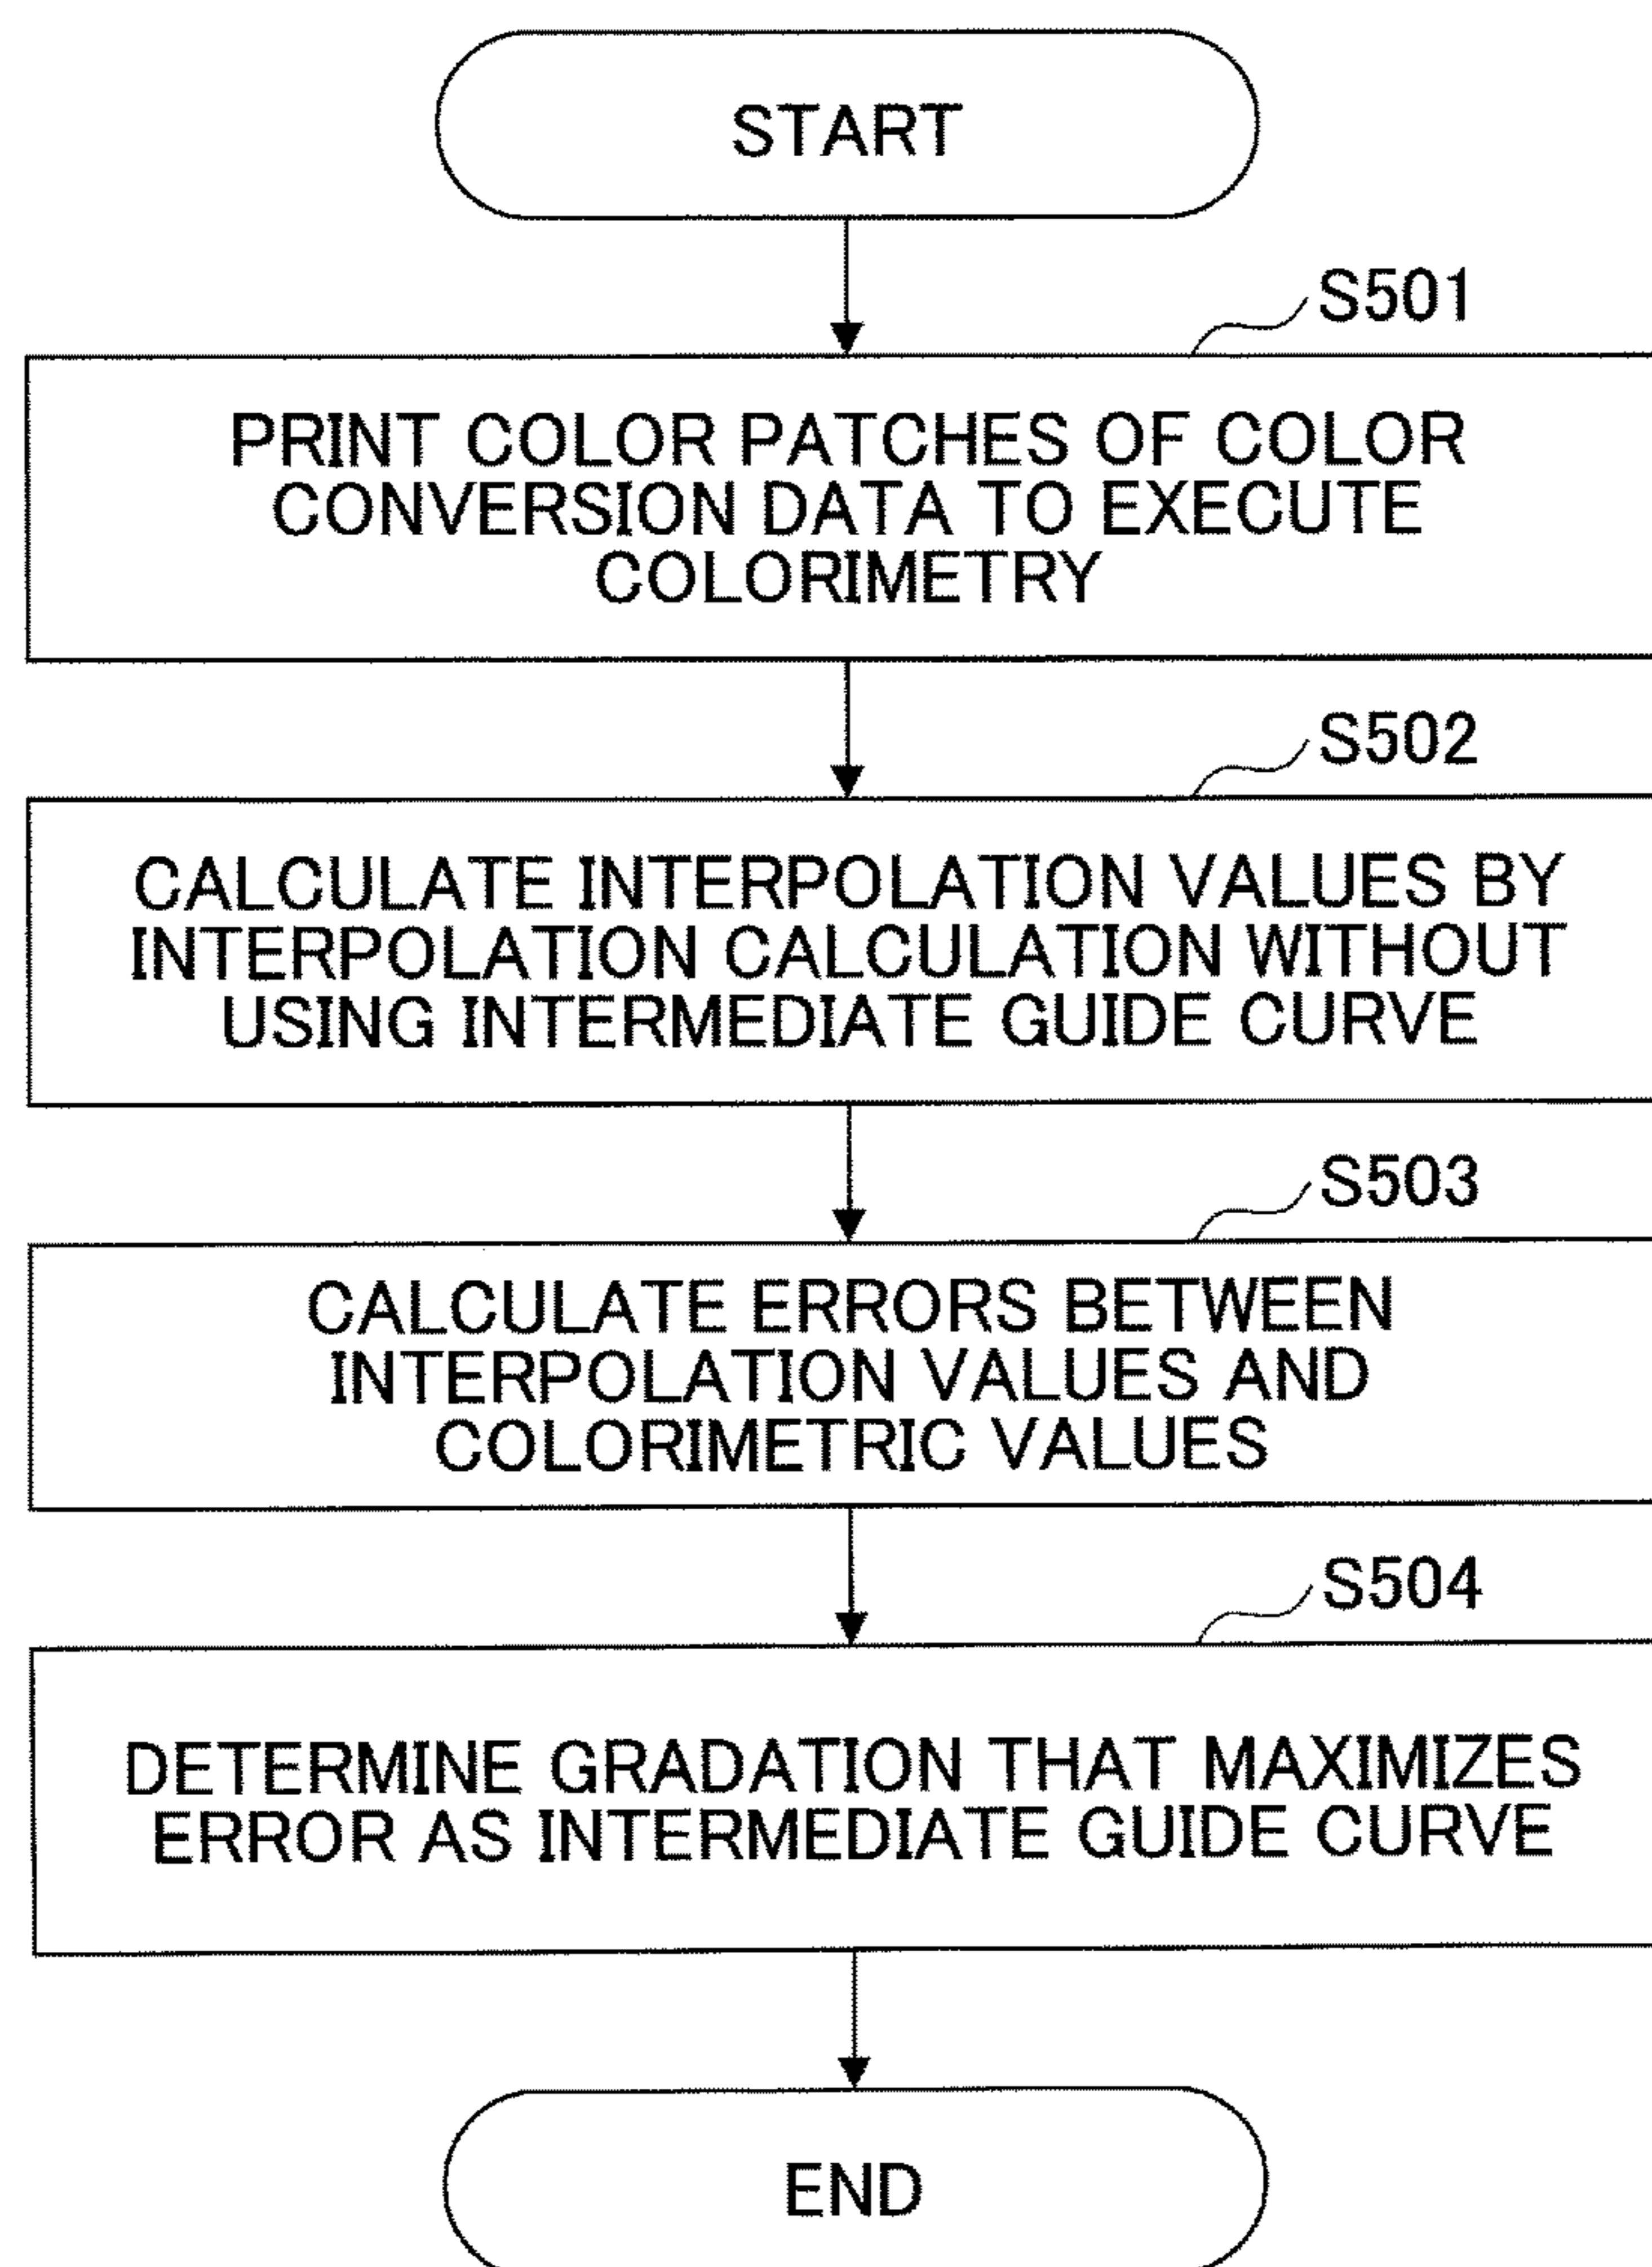 START
S501
PRINT COLOR PATCHES OF COLOR
CONVERSION DATA TO EXECUTE
COLORIMETRY
S502
CALCULATE INTERPOLATION VALUES BY
INTERPOLATION CALCULATION WITHOUT
USING INTERMEDIATE GUIDE CURVE
S503
CALCULATE ERRORS BETWEEN
INTERPOLATION VALUES AND
COLORIMETRIC VALUES
S504
DETERMINE GRADATION THAT MAXIMIZES
ERROR AS INTERMEDIATE GUIDE CURVE
END